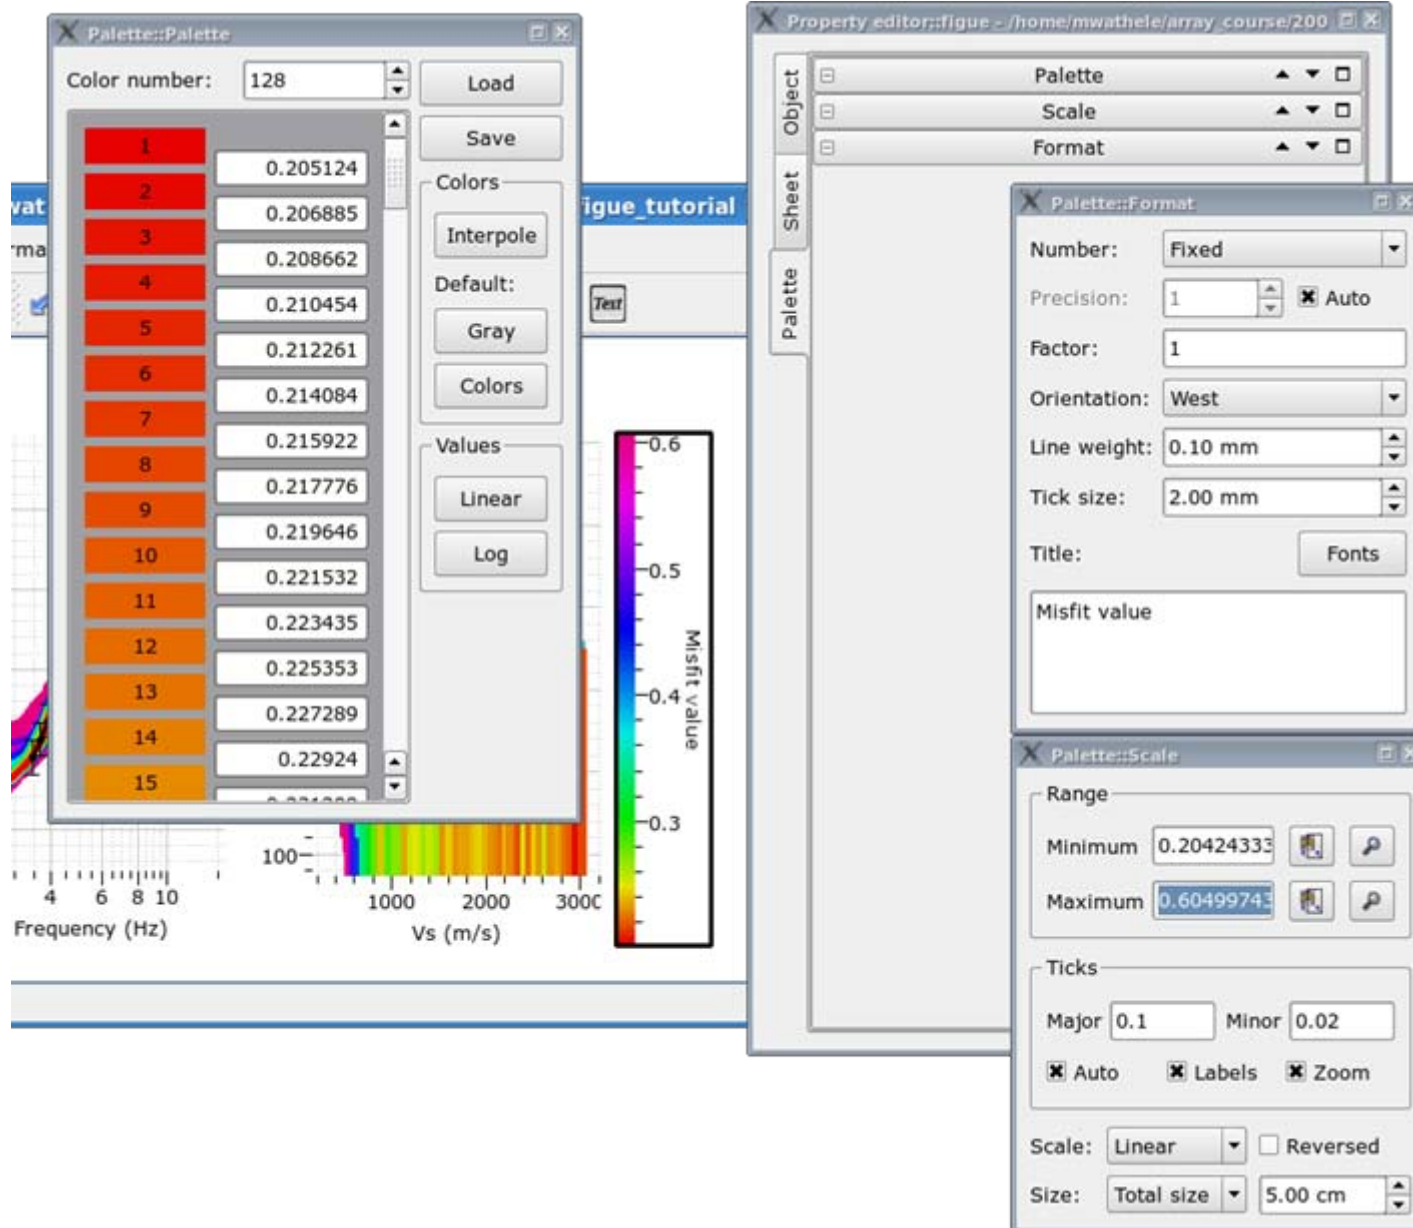 Palette::Palette
Color number: 128
Load
Save
1
0.205124
2
0.206885
3
0.208662
4
0.210454
5
0.212261
6
0.214084
7
0.215922
8
0.217776
9
0.219646
10
0.221532
11
0.223435
12
0.225353
13
0.227289
14
0.22924
15
Colors
Interpole
Default:
Gray
Colors
Values
Linear
Log
wat
rma
figue_tutorial
Text
4 6 8 10
Frequency (Hz)
100
1000 2000 3000
Vs (m/s)
0.6
0.5
0.4
0.3
Misfit value
Property editor::figue - /home/mwathele/array_course/200
Object
Sheet
Palette
Palette
Scale
Format
Palette::Format
Number: Fixed
Precision: 1 Auto
Factor: 1
Orientation: West
Line weight: 0.10 mm
Tick size: 2.00 mm
Title: Fonts
Misfit value
Palette::Scale
Range
Minimum 0.20424333
Maximum 0.60499743
Ticks
Major 0.1 Minor 0.02
Auto Labels Zoom
Scale: Linear Reversed
Size: Total size 5.00 cm